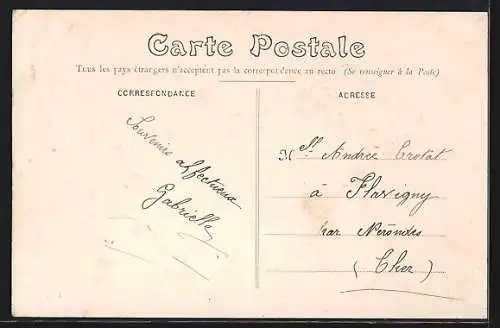 Carte Postale
Tous les pays étrangers n'acceptent pas la correspondance au recto (Se renseigner à la Poste)
CORRESPONDANCE
ADRESSE
Souvenir
affectueux
Gabrielle
Mlle Andrée Crotat
à Flavigny
par Nérondes
(Cher)